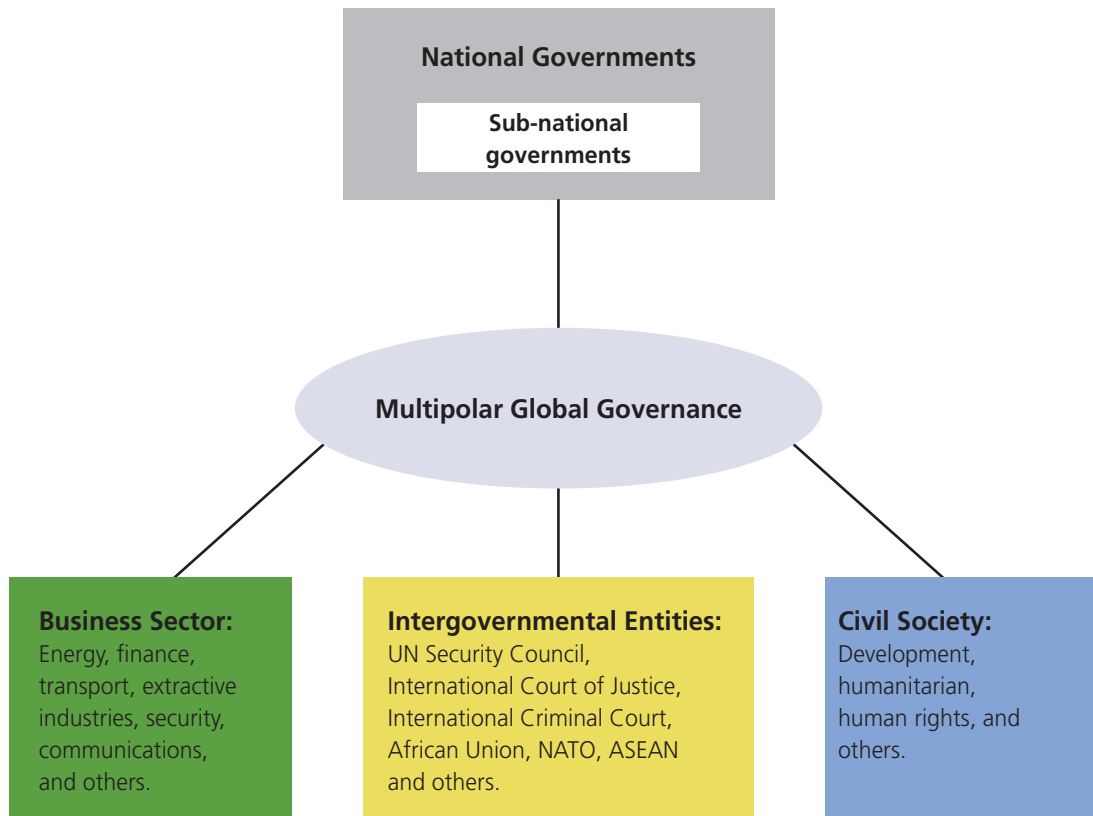 National Governments
Sub-national
governments
Multipolar Global Governance
Business Sector:
Energy, finance,
transport, extractive
industries, security,
communications,
and others.
Intergovernmental Entities:
UN Security Council,
International Court of Justice,
International Criminal Court,
African Union, NATO, ASEAN
and others.
Civil Society:
Development,
humanitarian,
human rights, and
others.